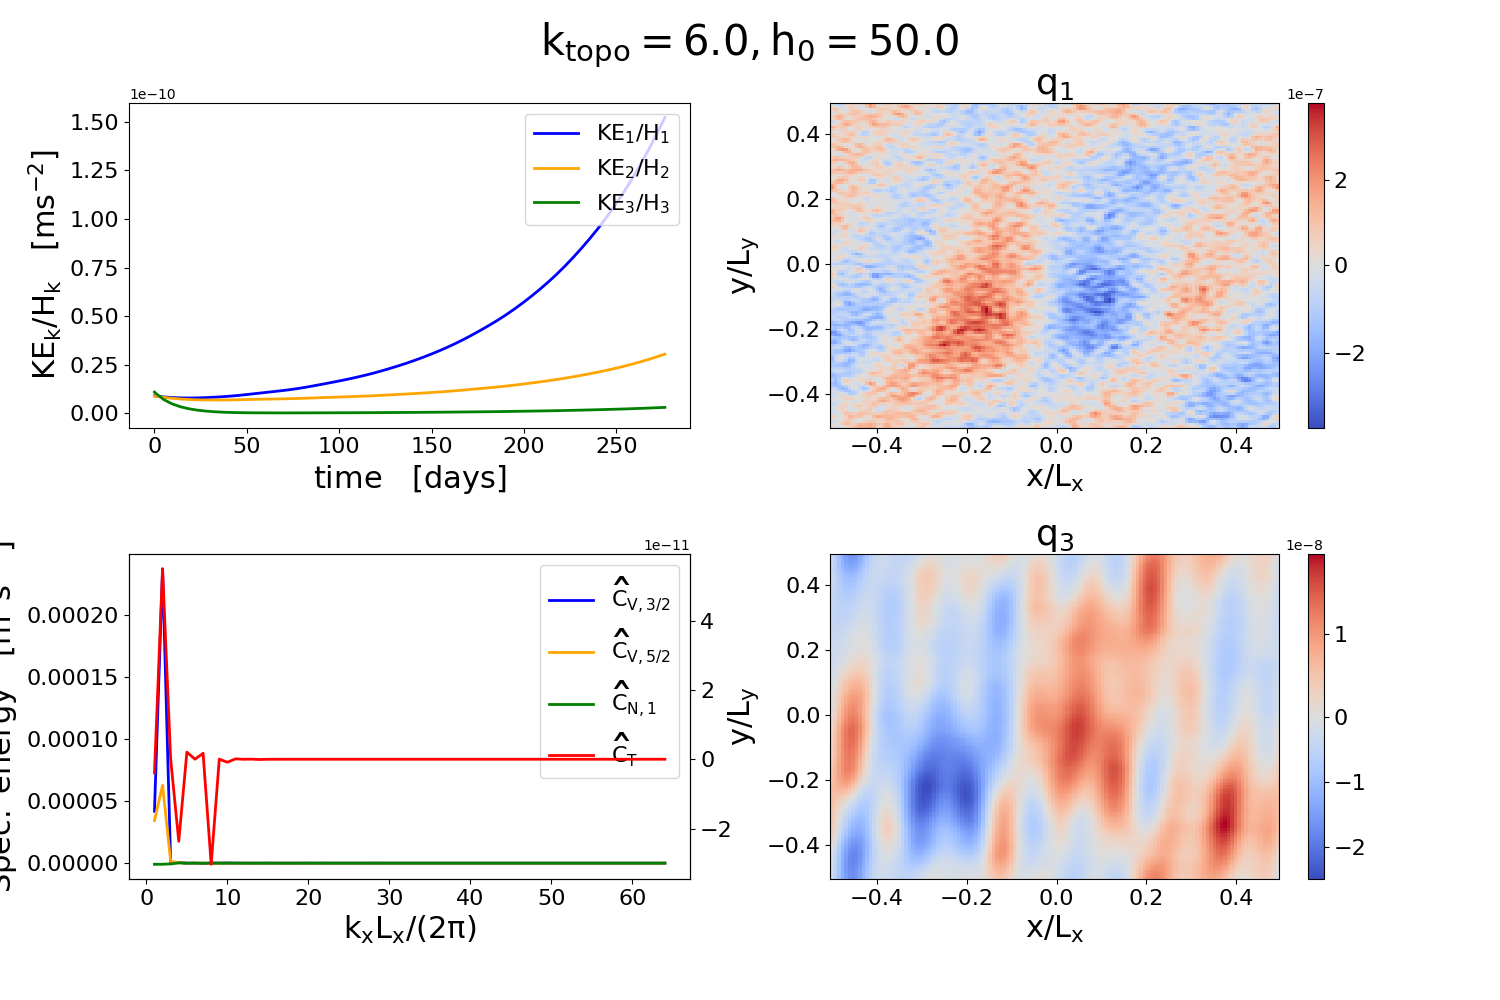 k_topo = 6.0, h_0 = 50.0
1e−10
1.50
1.25
1.00
0.75
0.50
0.25
0.00
KE_k/H_k [ms^−2]
KE_1/H_1
KE_2/H_2
KE_3/H_3
0 50 100 150 200 250
time [days]
q_1
1e−7
0.4
0.2
0.0
−0.2
−0.4
y/L_y
2
0
−2
−0.4 −0.2 0.0 0.2 0.4
x/L_x
1e−11
0.00020
0.00015
0.00010
0.00005
0.00000
Spec. energy
Ĉ_V, 3/2
Ĉ_V, 5/2
Ĉ_N, 1
Ĉ_T
4
2
0
−2
0 10 20 30 40 50 60
k_xL_x/(2π)
q_3
1e−8
0.4
0.2
0.0
−0.2
−0.4
y/L_y
1
0
−1
−2
−0.4 −0.2 0.0 0.2 0.4
x/L_x